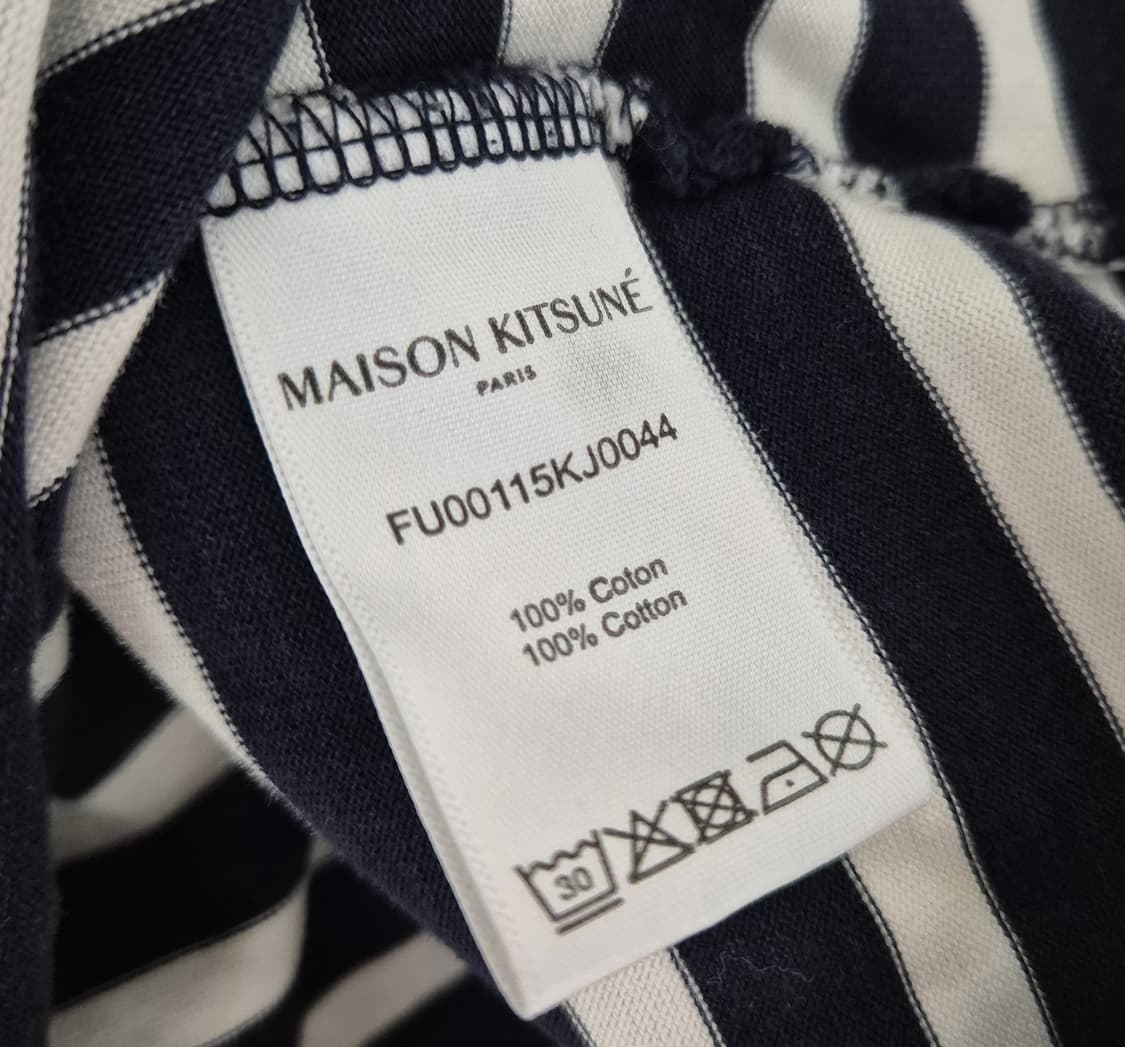 MAISON KITSUNÉ
PARIS
FU00115KJ0044
100% Coton
100% Cotton
30